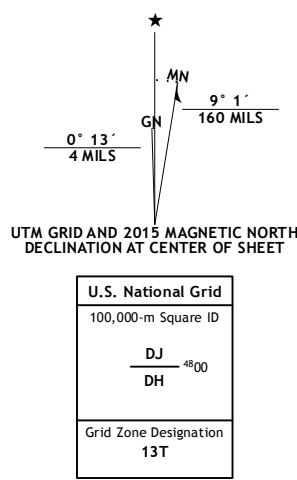 ★
MN
GN
9° 1´
160 MILS
0° 13´
4 MILS
UTM GRID AND 2015 MAGNETIC NORTH
DECLINATION AT CENTER OF SHEET
U.S. National Grid
100,000-m Square ID
DJ
4800
DH
Grid Zone Designation
13T